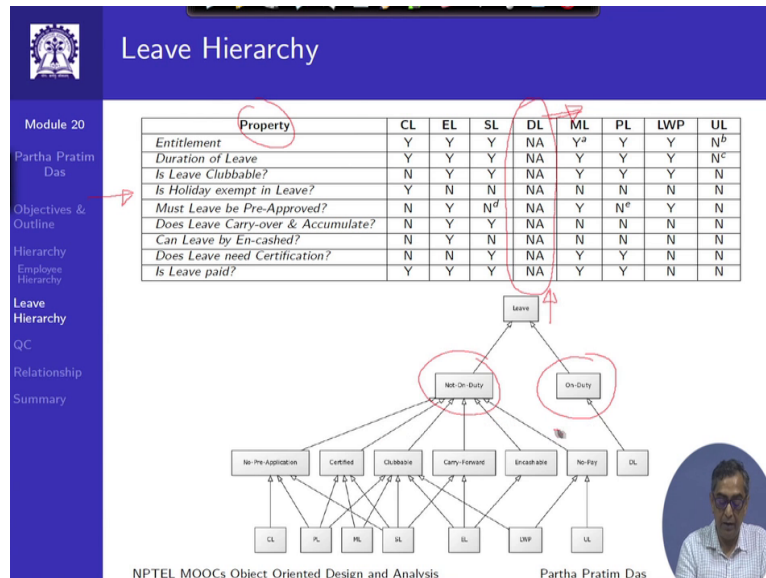 Leave Hierarchy
Module 20
Partha Pratim
Das
Objectives &
Outline
Hierarchy
Employee
Hierarchy
Leave
Hierarchy
QC
Relationship
Summary
Property CL EL SL DL ML PL LWP UL
Entitlement Y Y Y NA Yᵃ Y Y Nᵇ
Duration of Leave Y Y Y NA Y Y Y Nᶜ
Is Leave Clubbable? N Y Y NA Y Y Y N
Is Holiday exempt in Leave? Y N N NA N N N N
Must Leave be Pre-Approved? N Y Nᵈ NA Y Nᵉ Y N
Does Leave Carry-over & Accumulate? N Y Y NA N N N N
Can Leave by En-cashed? N Y N NA N N N N
Does Leave need Certification? N N Y NA Y Y N N
Is Leave paid? Y Y Y NA Y Y N N
Leave
Not-On-Duty On-Duty
No-Pre-Application Certified Clubbable Carry-Forward Encashable No-Pay DL
CL PL ML SL EL LWP UL
NPTEL MOOCs Object Oriented Design and Analysis Partha Pratim Das